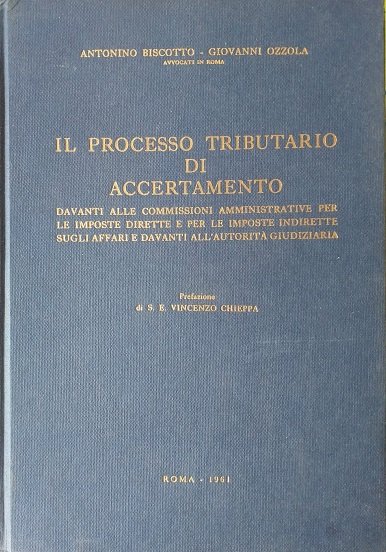 ANTONINO BISCOTTO - GIOVANNI OZZOLA
AVVOCATI IN ROMA
IL PROCESSO TRIBUTARIO
DI
ACCERTAMENTO
DAVANTI ALLE COMMISSIONI AMMINISTRATIVE PER
LE IMPOSTE DIRETTE E PER LE IMPOSTE INDIRETTE
SUGLI AFFARI E DAVANTI ALL'AUTORITÀ GIUDIZIARIA
Prefazione
di S. E. VINCENZO CHIEPPA
ROMA - 1961